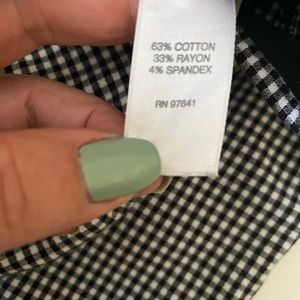 63% COTTON
33% RAYON
4% SPANDEX
RN 97641